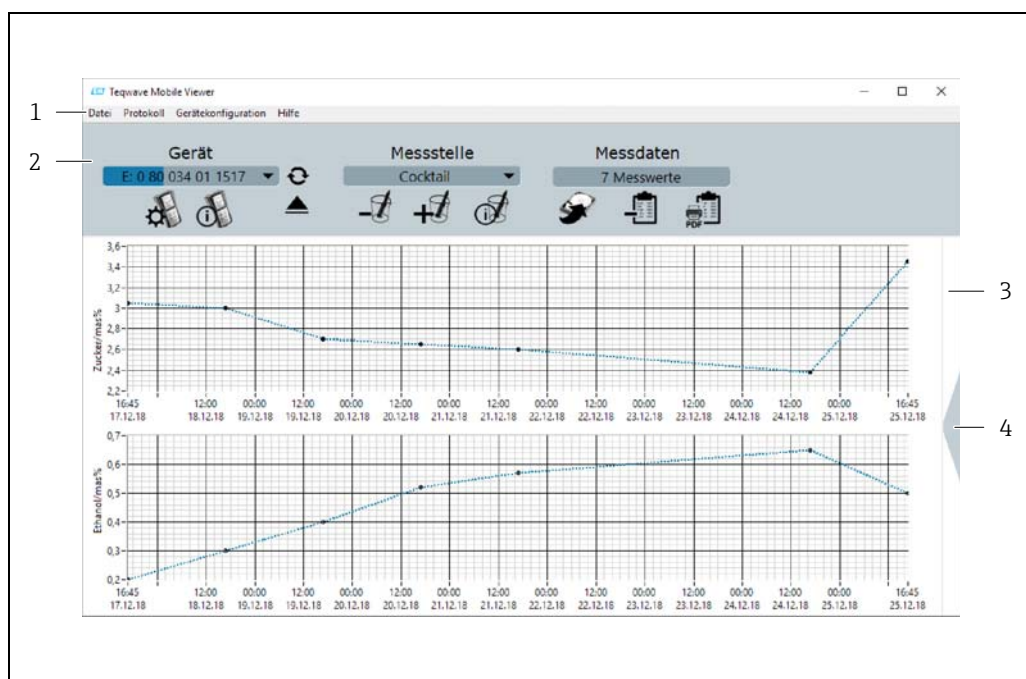 Teqwave Mobile Viewer
1
Datei Protokoll Gerätekonfiguration Hilfe
2
Gerät Messstelle Messdaten
E: 0 80 034 01 1517 Cocktail 7 Messwerte
PDF
3
Zucker/mas%
3,6
3,4
3,2
3
2,8
2,6
2,4
2,2
16:45 12:00 00:00 12:00 00:00 12:00 00:00 12:00 00:00 12:00 00:00 12:00 00:00 12:00 00:00 16:45
17.12.18 18.12.18 19.12.18 19.12.18 20.12.18 20.12.18 21.12.18 21.12.18 22.12.18 22.12.18 23.12.18 23.12.18 24.12.18 24.12.18 25.12.18 25.12.18
4
Ethanol/mas%
0,7
0,6
0,5
0,4
0,3
0,2
16:45 12:00 00:00 12:00 00:00 12:00 00:00 12:00 00:00 12:00 00:00 12:00 00:00 12:00 00:00 16:45
17.12.18 18.12.18 19.12.18 19.12.18 20.12.18 20.12.18 21.12.18 21.12.18 22.12.18 22.12.18 23.12.18 23.12.18 24.12.18 24.12.18 25.12.18 25.12.18